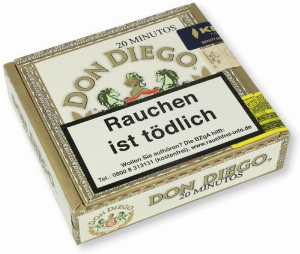 20 MINUTOS
DON DIEGO
Rauchen
ist tödlich
Wollen Sie aufhören? Die BZgA hilft:
Tel.: 0800 8 313131 (kostenfrei), www.rauchfrei-info.de
DON DIEGO
20 MINUTOS